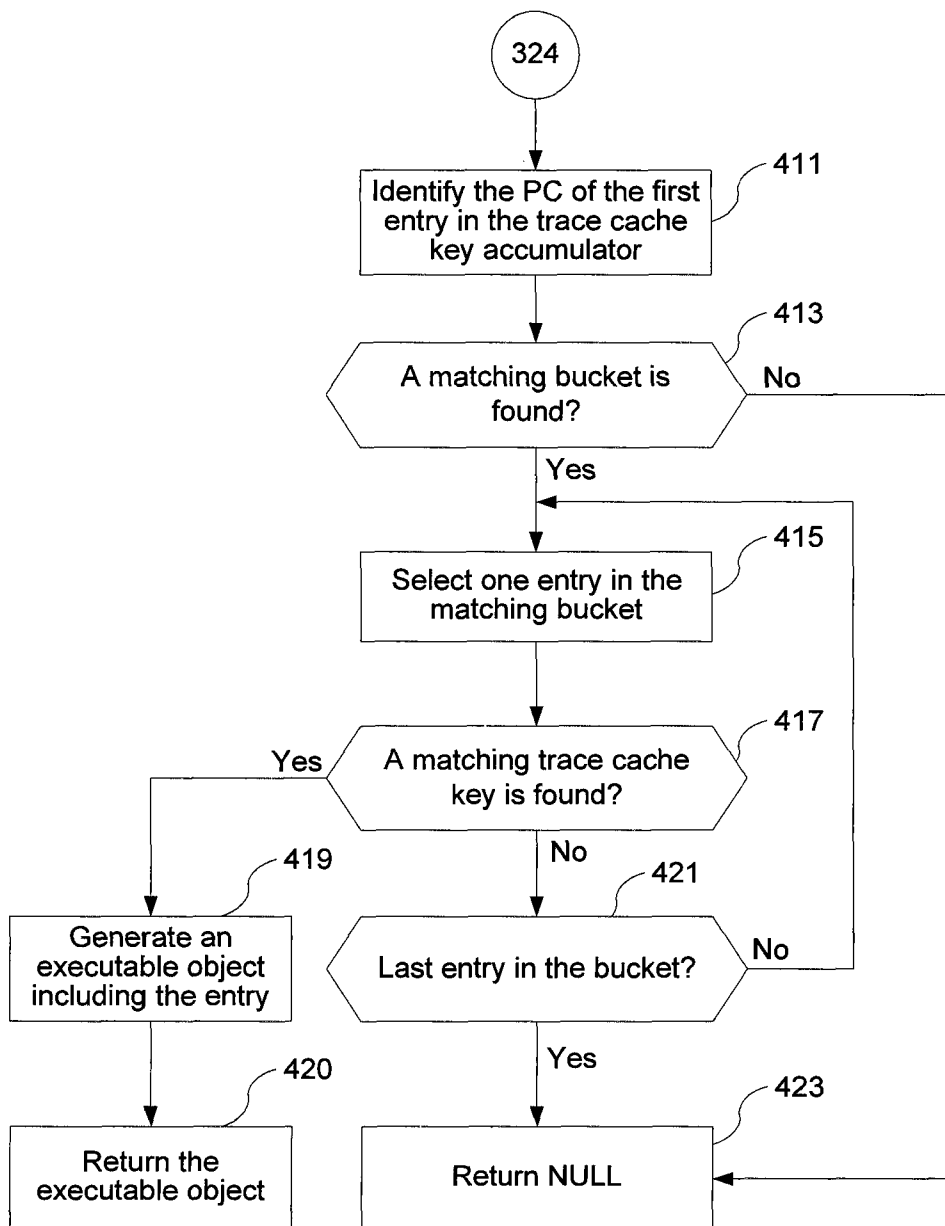 324
411
Identify the PC of the first
entry in the trace cache
key accumulator
413
A matching bucket is
found?
No
Yes
415
Select one entry in the
matching bucket
417
Yes
A matching trace cache
key is found?
No
419
421
Generate an
executable object
including the entry
Last entry in the bucket?
No
Yes
420
423
Return the
executable object
Return NULL